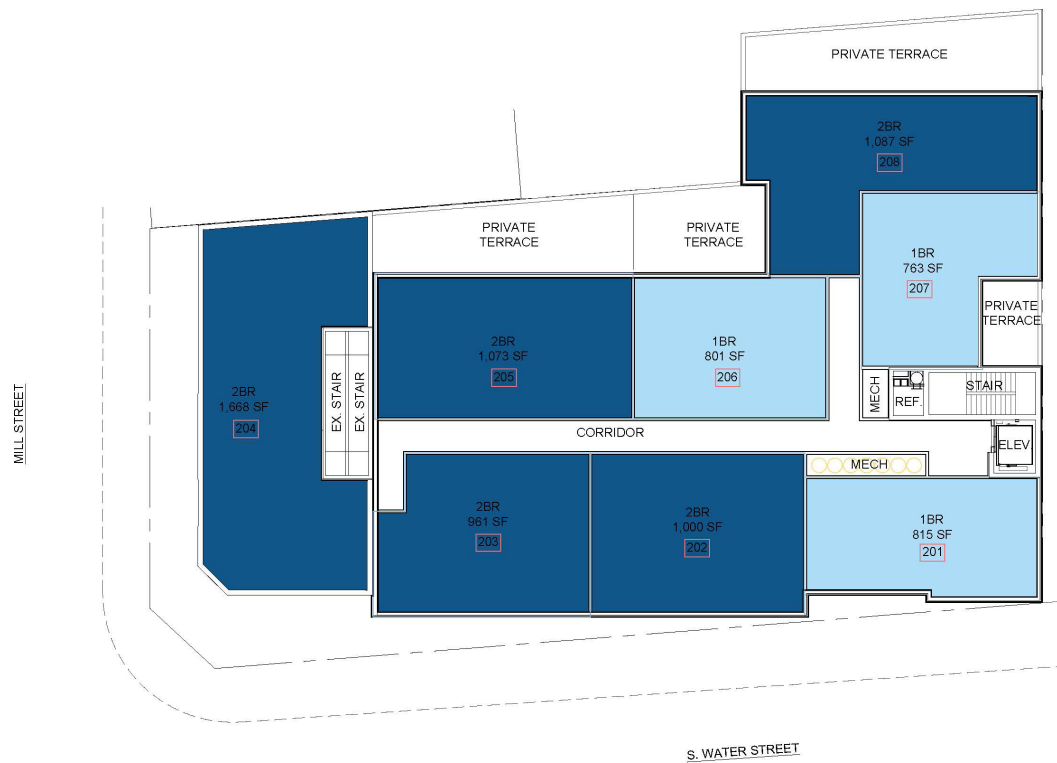 PRIVATE TERRACE
2BR
1,087 SF
208
PRIVATE
TERRACE
PRIVATE
TERRACE
1BR
763 SF
207
PRIVATE
TERRACE
2BR
1,073 SF
205
1BR
801 SF
206
2BR
1,668 SF
204
EX. STAIR
EX. STAIR
MECH
REF.
STAIR
MILL STREET
CORRIDOR
ELEV.
MECH
2BR
961 SF
203
2BR
1,000 SF
202
1BR
815 SF
201
S. WATER STREET